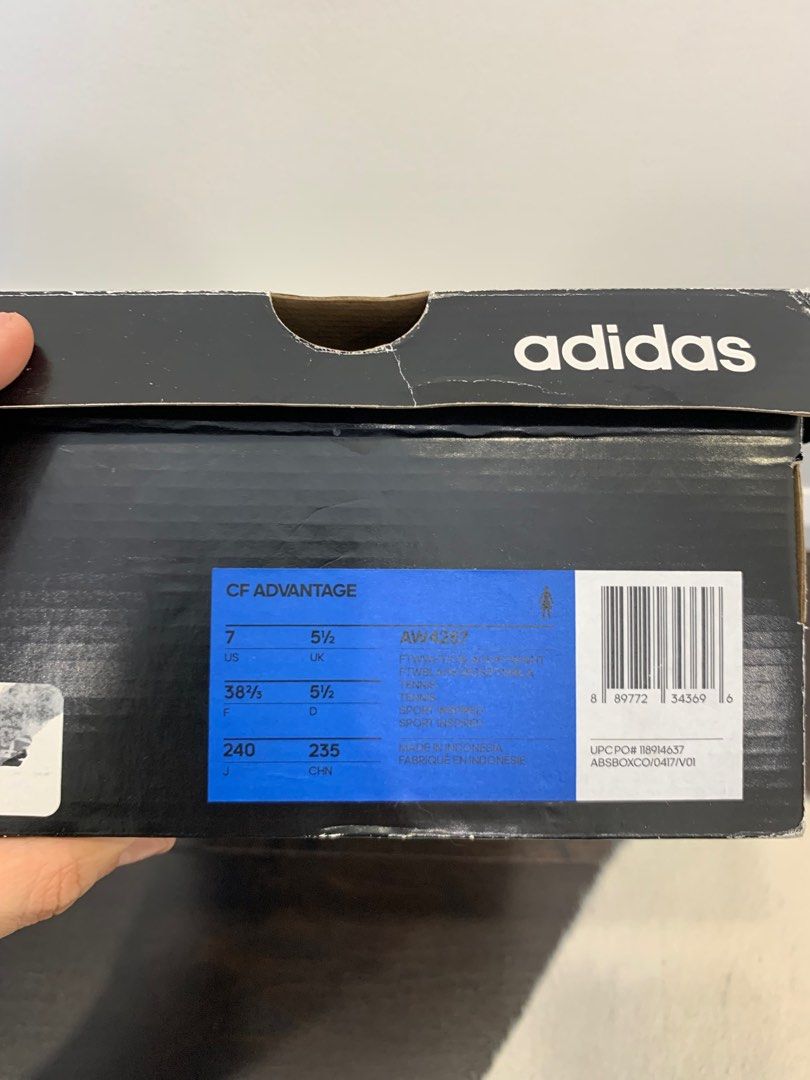 adidas
CF ADVANTAGE
7 5½ AW4287
US UK
TENNIS
TENNIS
38⅔ 5½
F D
SPORT INSPIRED
SPORT INSPIRED
240 235
J CHN
MADE IN INDONESIA
FABRIQUE EN INDONESIE
8 89772 34369 6
UPC PO# 118914637
ABSBOXCO/0417/V01